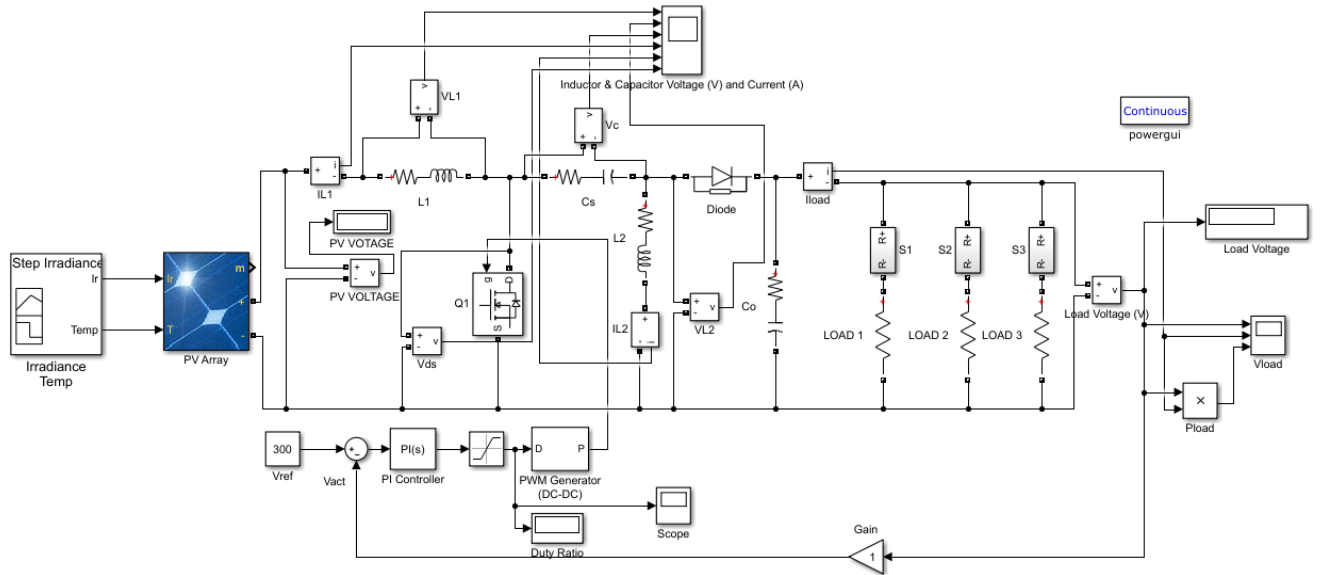 Inductor & Capacitor Voltage (V) and Current (A)
v
+ -
VL1
v
+ -
Vc
Continuous
powergui
+ i
-
IL1
L1
Cs
Diode
+ i
-
Iload
PV VOTAGE
+
- v
PV VOLTAGE
Step Irradiance
Ir
Temp
Irradiance
Temp
Ir
T
m
+
-
PV Array
g D
S
Q1
+
- v
Vds
L2
IL2
+
- i
+
- v
VL2
Co
R+
R-
S1
R+
R-
S2
R+
R-
S3
LOAD 1
LOAD 2
LOAD 3
+
- v
Load Voltage (V)
Load Voltage
Vload
×
Pload
300
Vref
+
-
Vact
PI(s)
PI Controller
D P
PWM Generator
(DC-DC)
Scope
Duty Ratio
Gain
1